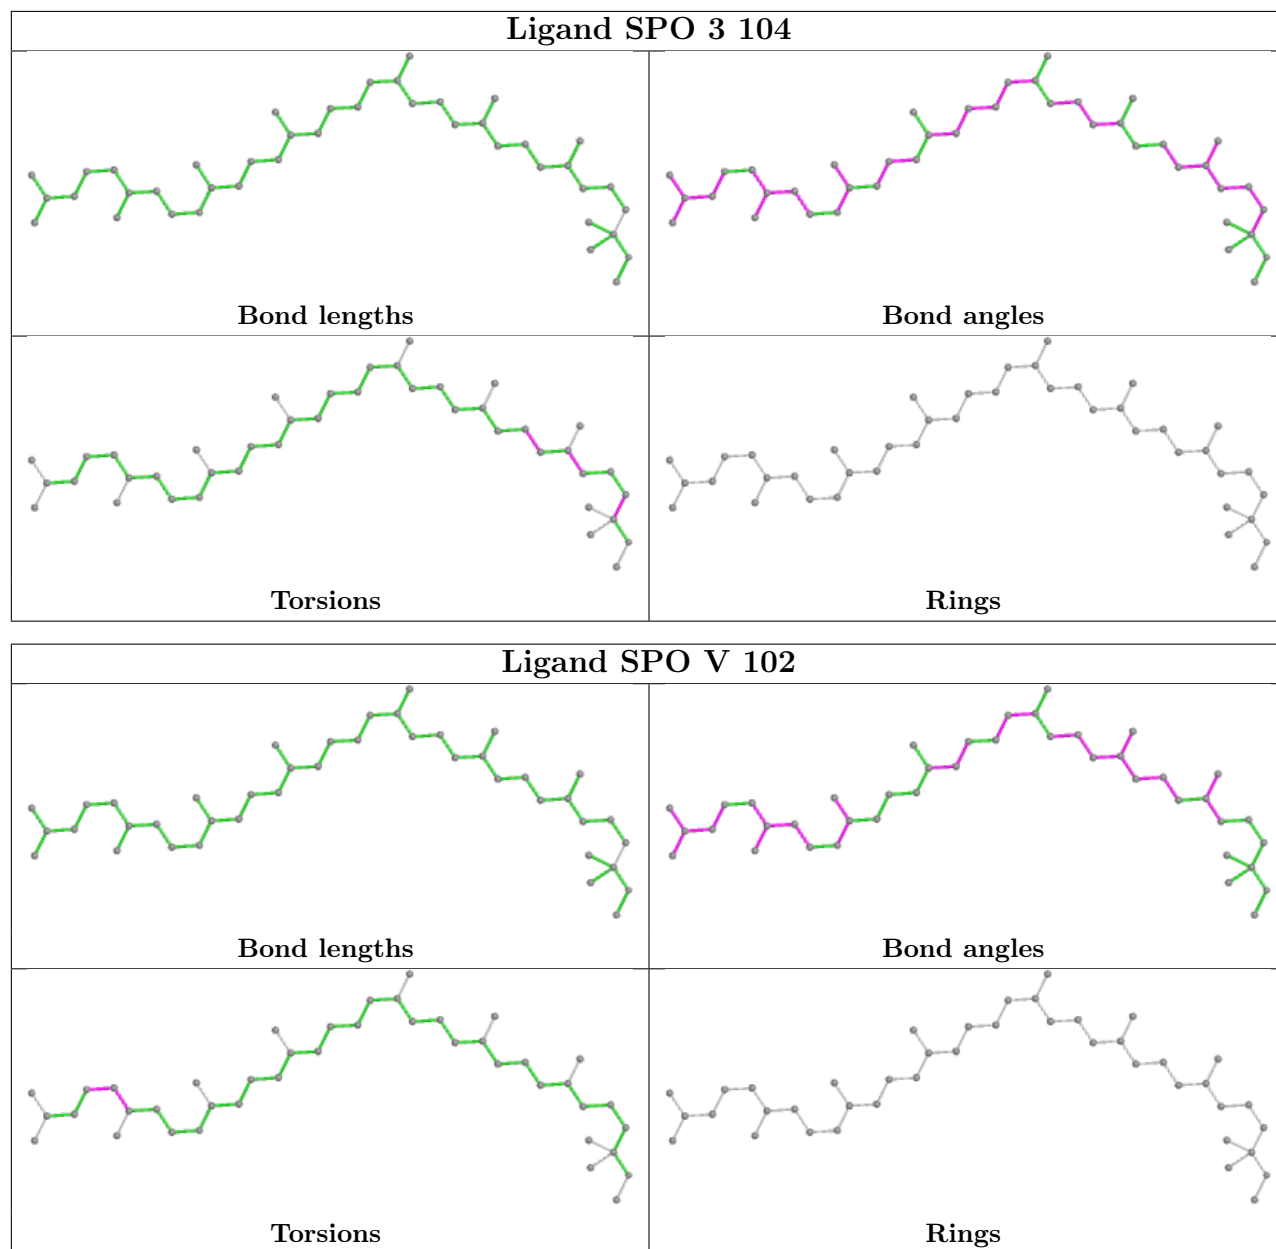 Ligand SPO 3 104
Bond lengths
Bond angles
Torsions
Rings
Ligand SPO V 102
Bond lengths
Bond angles
Torsions
Rings